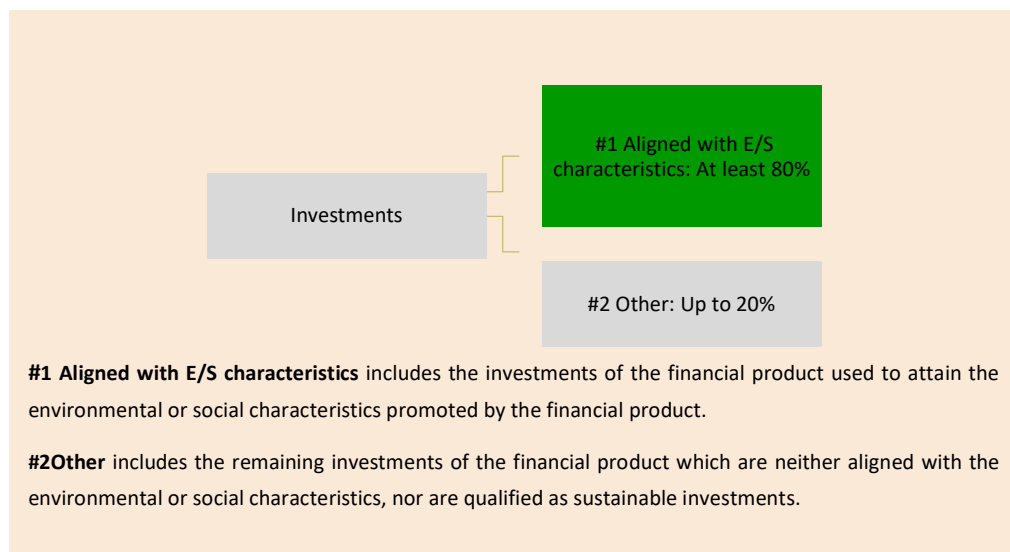 #1 Aligned with E/S
characteristics: At least 80%
Investments
#2 Other: Up to 20%
#1 Aligned with E/S characteristics includes the investments of the financial product used to attain the
environmental or social characteristics promoted by the financial product.
#2Other includes the remaining investments of the financial product which are neither aligned with the
environmental or social characteristics, nor are qualified as sustainable investments.